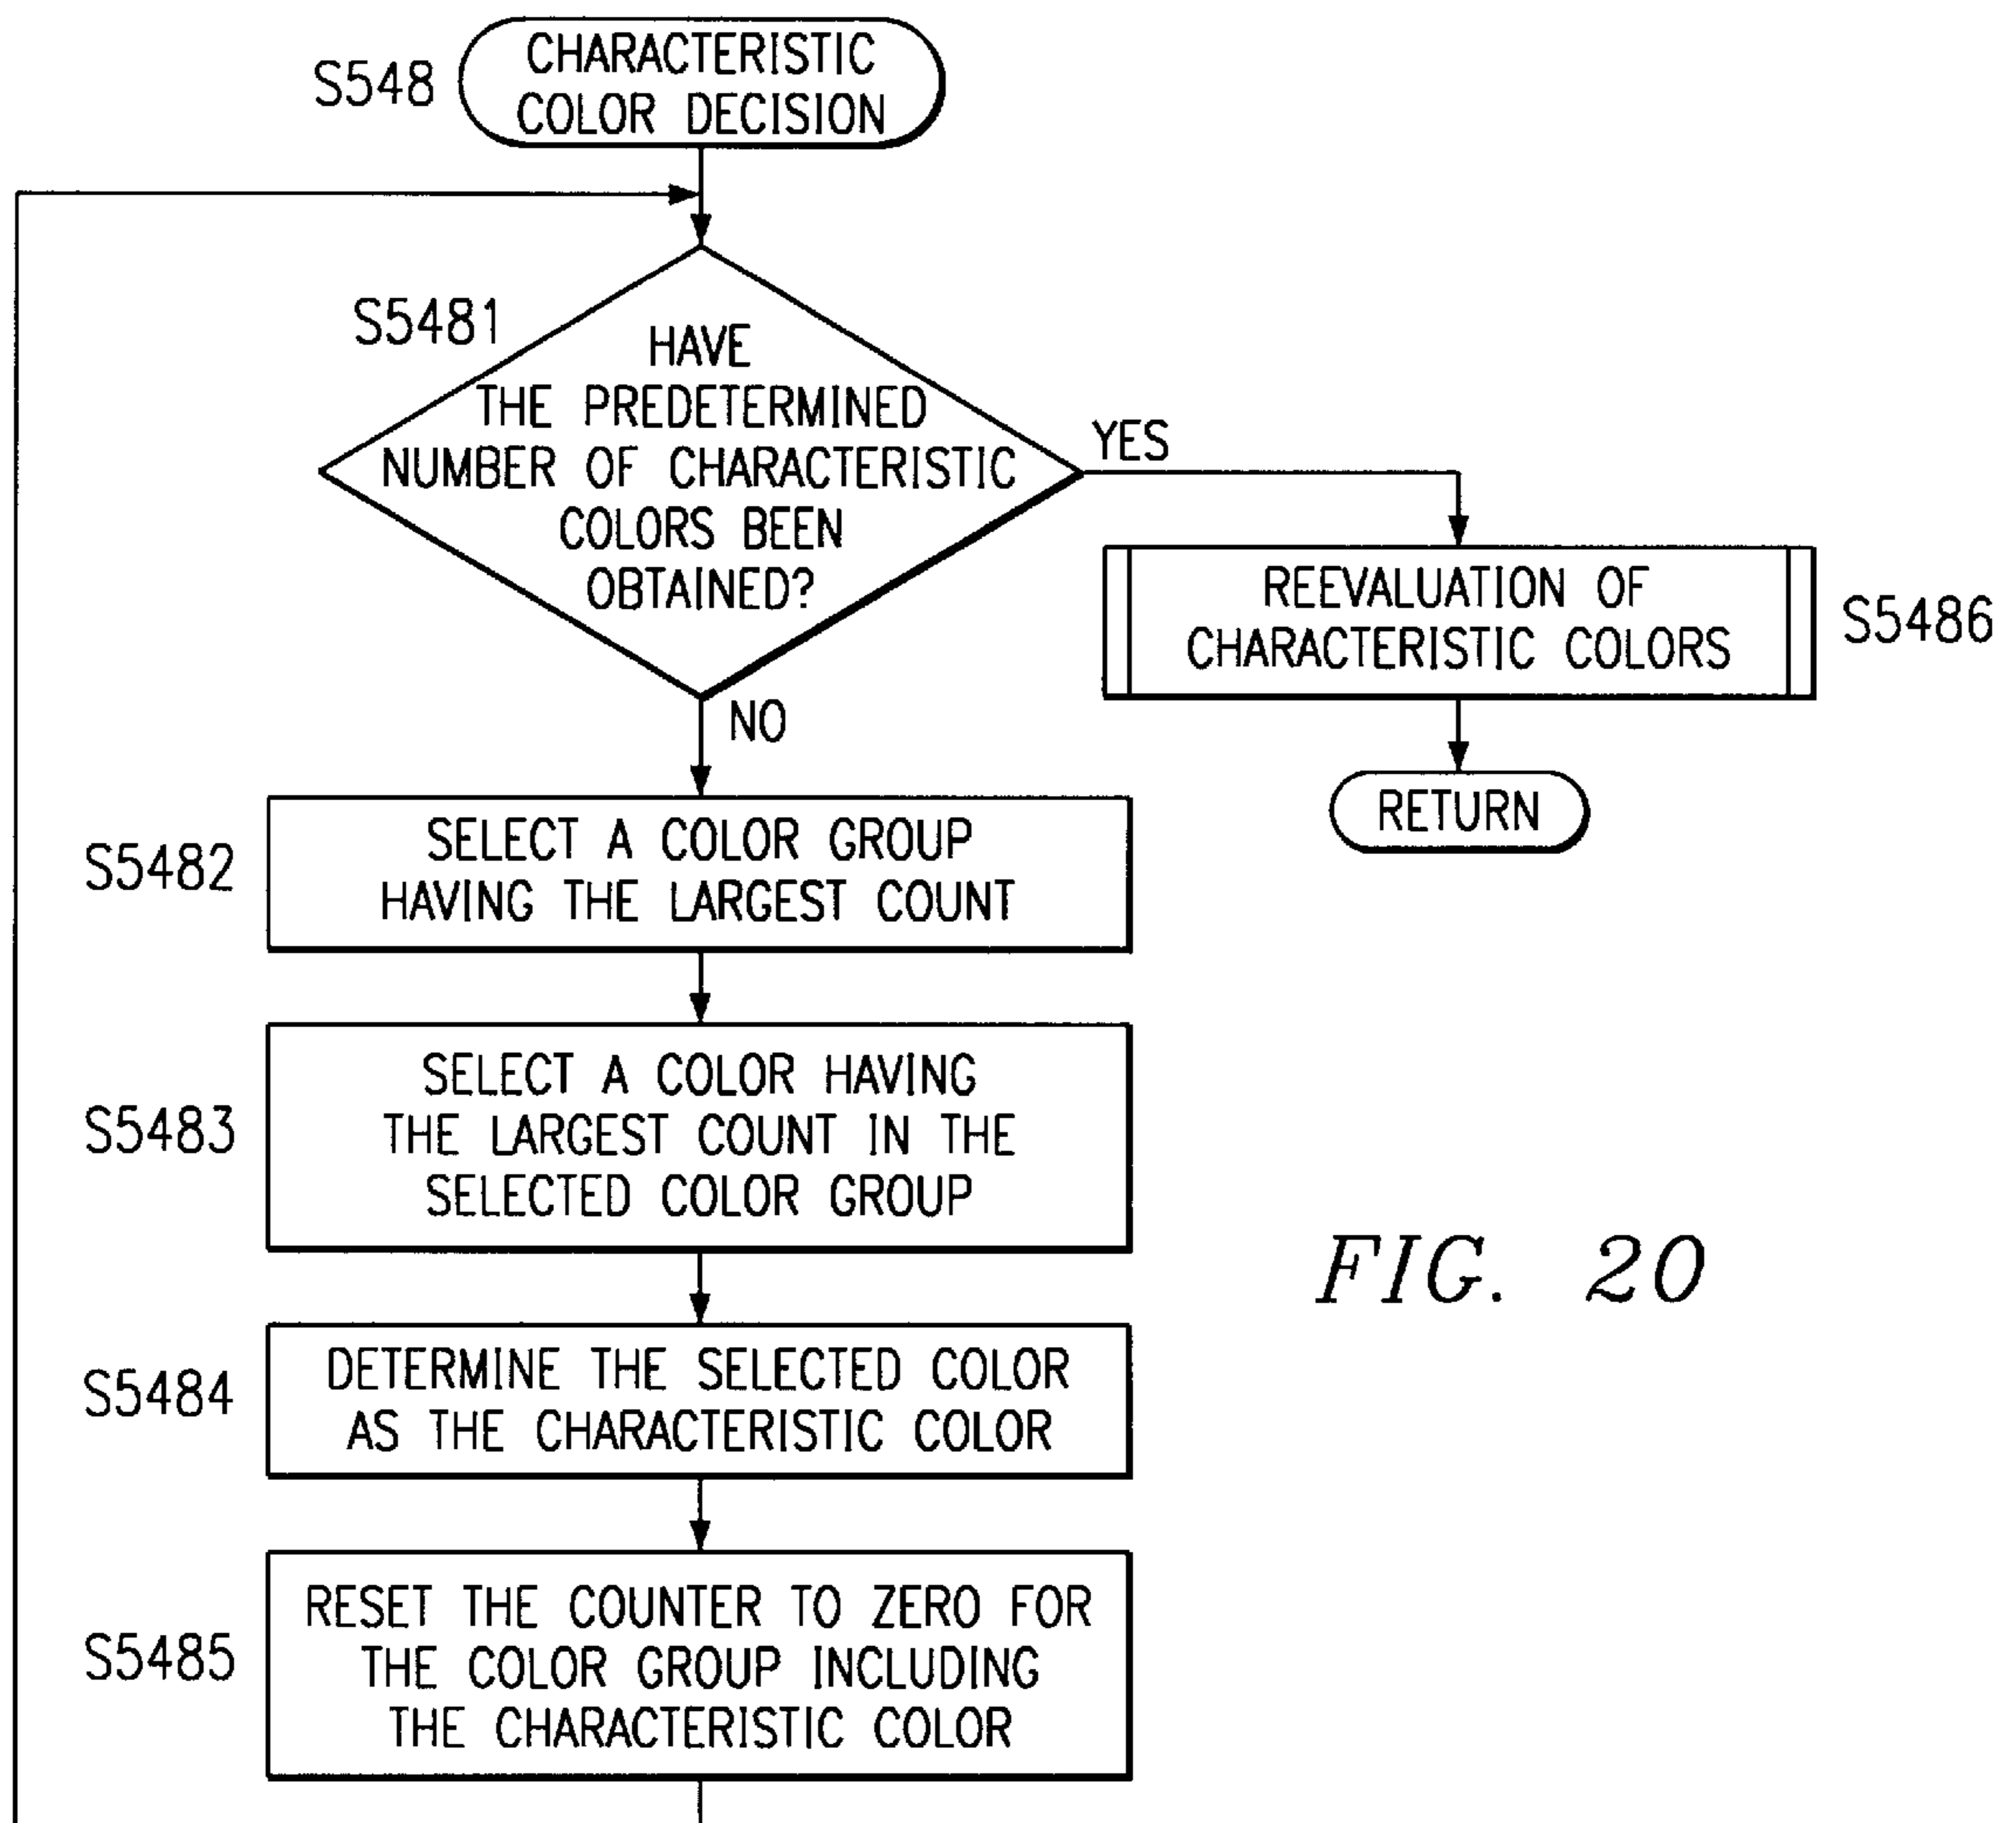 S548
CHARACTERISTIC
COLOR DECISION
S5481
HAVE
THE PREDETERMINED
NUMBER OF CHARACTERISTIC
COLORS BEEN
OBTAINED?
YES
NO
REEVALUATION OF
CHARACTERISTIC COLORS
S5486
RETURN
S5482
SELECT A COLOR GROUP
HAVING THE LARGEST COUNT
S5483
SELECT A COLOR HAVING
THE LARGEST COUNT IN THE
SELECTED COLOR GROUP
FIG. 20
S5484
DETERMINE THE SELECTED COLOR
AS THE CHARACTERISTIC COLOR
S5485
RESET THE COUNTER TO ZERO FOR
THE COLOR GROUP INCLUDING
THE CHARACTERISTIC COLOR